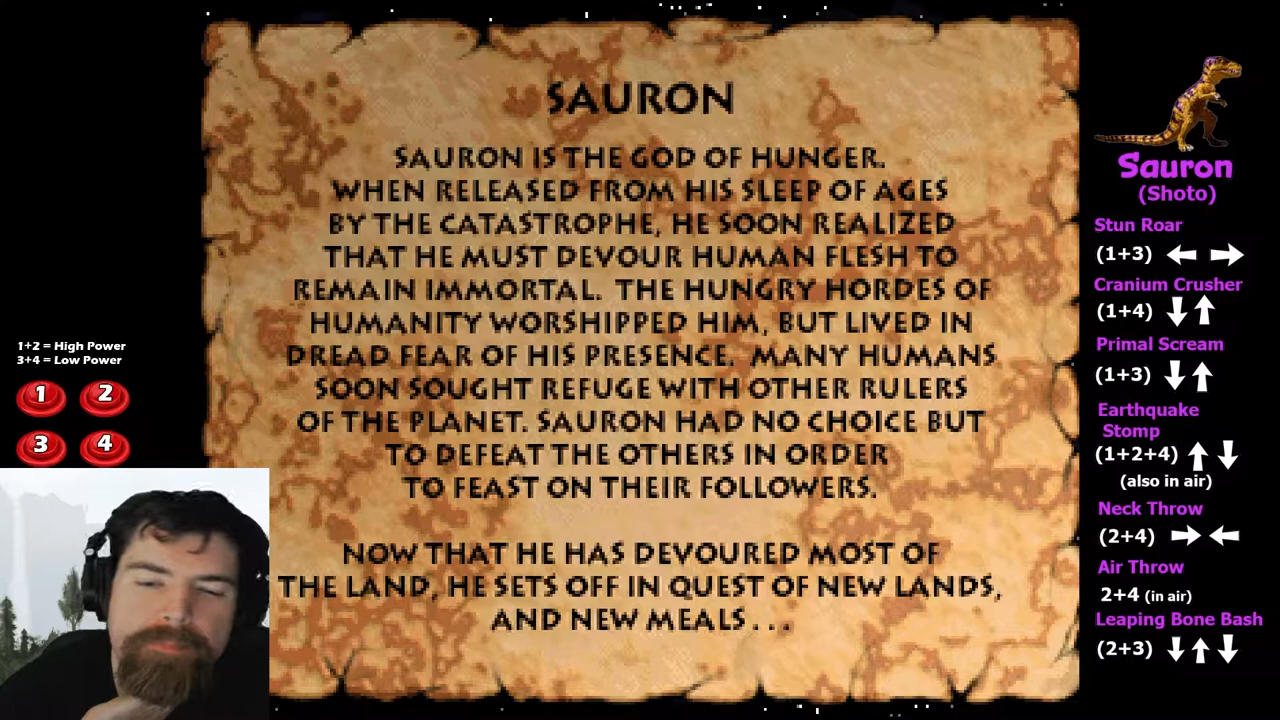 SAURON
SAURON IS THE GOD OF HUNGER.
WHEN RELEASED FROM HIS SLEEP OF AGES
BY THE CATASTROPHE, HE SOON REALIZED
THAT HE MUST DEVOUR HUMAN FLESH TO
REMAIN IMMORTAL. THE HUNGRY HORDES OF
HUMANITY WORSHIPPED HIM, BUT LIVED IN
DREAD FEAR OF HIS PRESENCE. MANY HUMANS
SOON SOUGHT REFUGE WITH OTHER RULERS
OF THE PLANET. SAURON HAD NO CHOICE BUT
TO DEFEAT THE OTHERS IN ORDER
TO FEAST ON THEIR FOLLOWERS.
NOW THAT HE HAS DEVOURED MOST OF
THE LAND, HE SETS OFF IN QUEST OF NEW LANDS,
AND NEW MEALS . . .
1+2 = High Power
3+4 = Low Power
1 2
3 4
Sauron
(Shoto)
Stun Roar
(1+3) ← →
Cranium Crusher
(1+4) ↓ ↑
Primal Scream
(1+3) ↓ ↑
Earthquake
Stomp
(1+2+4) ↑ ↓
(also in air)
Neck Throw
(2+4) → ←
Air Throw
2+4 (in air)
Leaping Bone Bash
(2+3) ↓ ↑ ↓